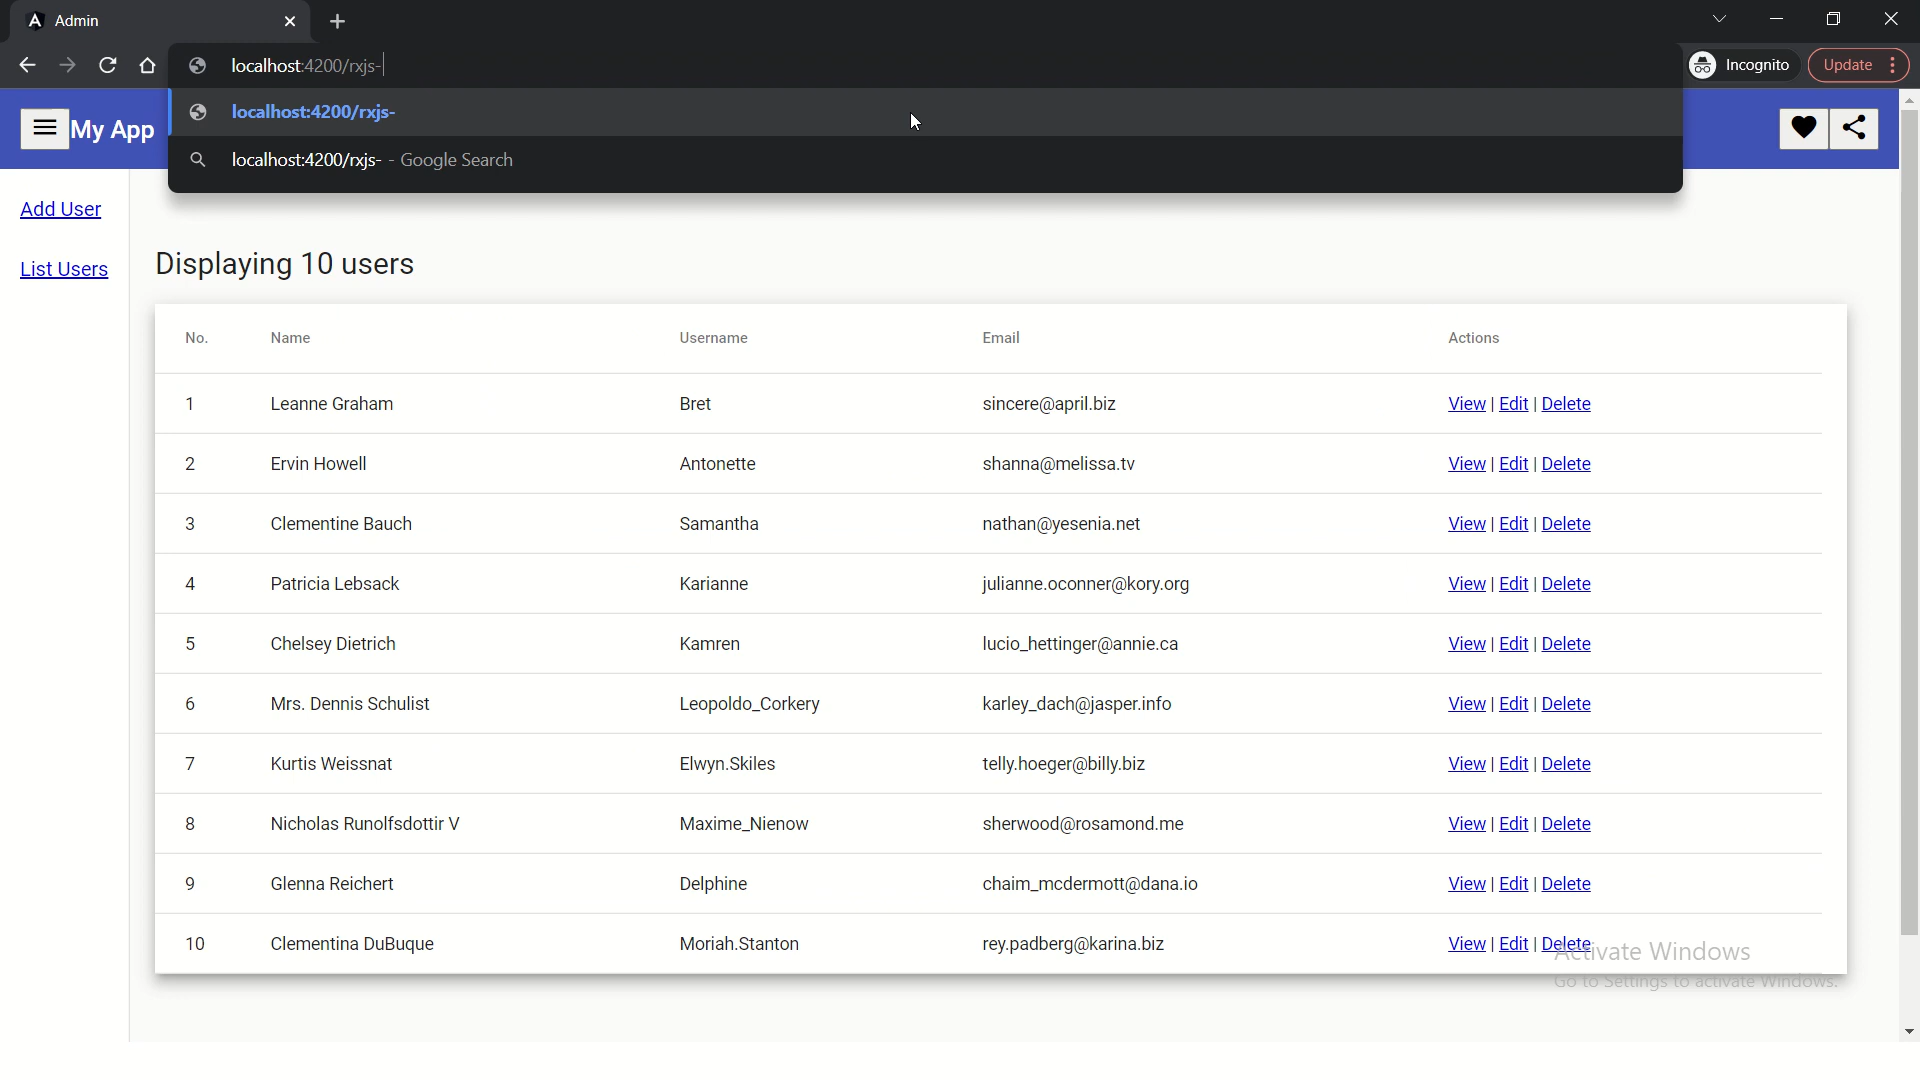 Admin
localhost:4200/rxjs-
Incognito
Update
localhost:4200/rxjs-
localhost:4200/rxjs- - Google Search
My App
Add User
List Users
Displaying 10 users
No. Name Username Email Actions
1 Leanne Graham Bret sincere@april.biz View | Edit | Delete
2 Ervin Howell Antonette shanna@melissa.tv View | Edit | Delete
3 Clementine Bauch Samantha nathan@yesenia.net View | Edit | Delete
4 Patricia Lebsack Karianne julianne.oconner@kory.org View | Edit | Delete
5 Chelsey Dietrich Kamren lucio_hettinger@annie.ca View | Edit | Delete
6 Mrs. Dennis Schulist Leopoldo_Corkery karley_dach@jasper.info View | Edit | Delete
7 Kurtis Weissnat Elwyn.Skiles telly.hoeger@billy.biz View | Edit | Delete
8 Nicholas Runolfsdottir V Maxime_Nienow sherwood@rosamond.me View | Edit | Delete
9 Glenna Reichert Delphine chaim_mcdermott@dana.io View | Edit | Delete
10 Clementina DuBuque Moriah.Stanton rey.padberg@karina.biz View | Edit | Delete
Activate Windows
Go to Settings to activate Windows.